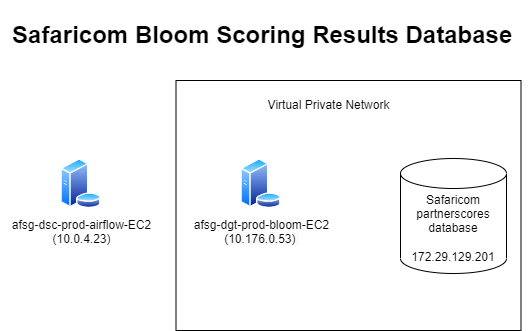 Safaricom Bloom Scoring Results Database
Virtual Private Network
afsg-dsc-prod-airflow-EC2
(10.0.4.23)
afsg-dgt-prod-bloom-EC2
(10.176.0.53)
Safaricom
partnerscores
database
172.29.129.201